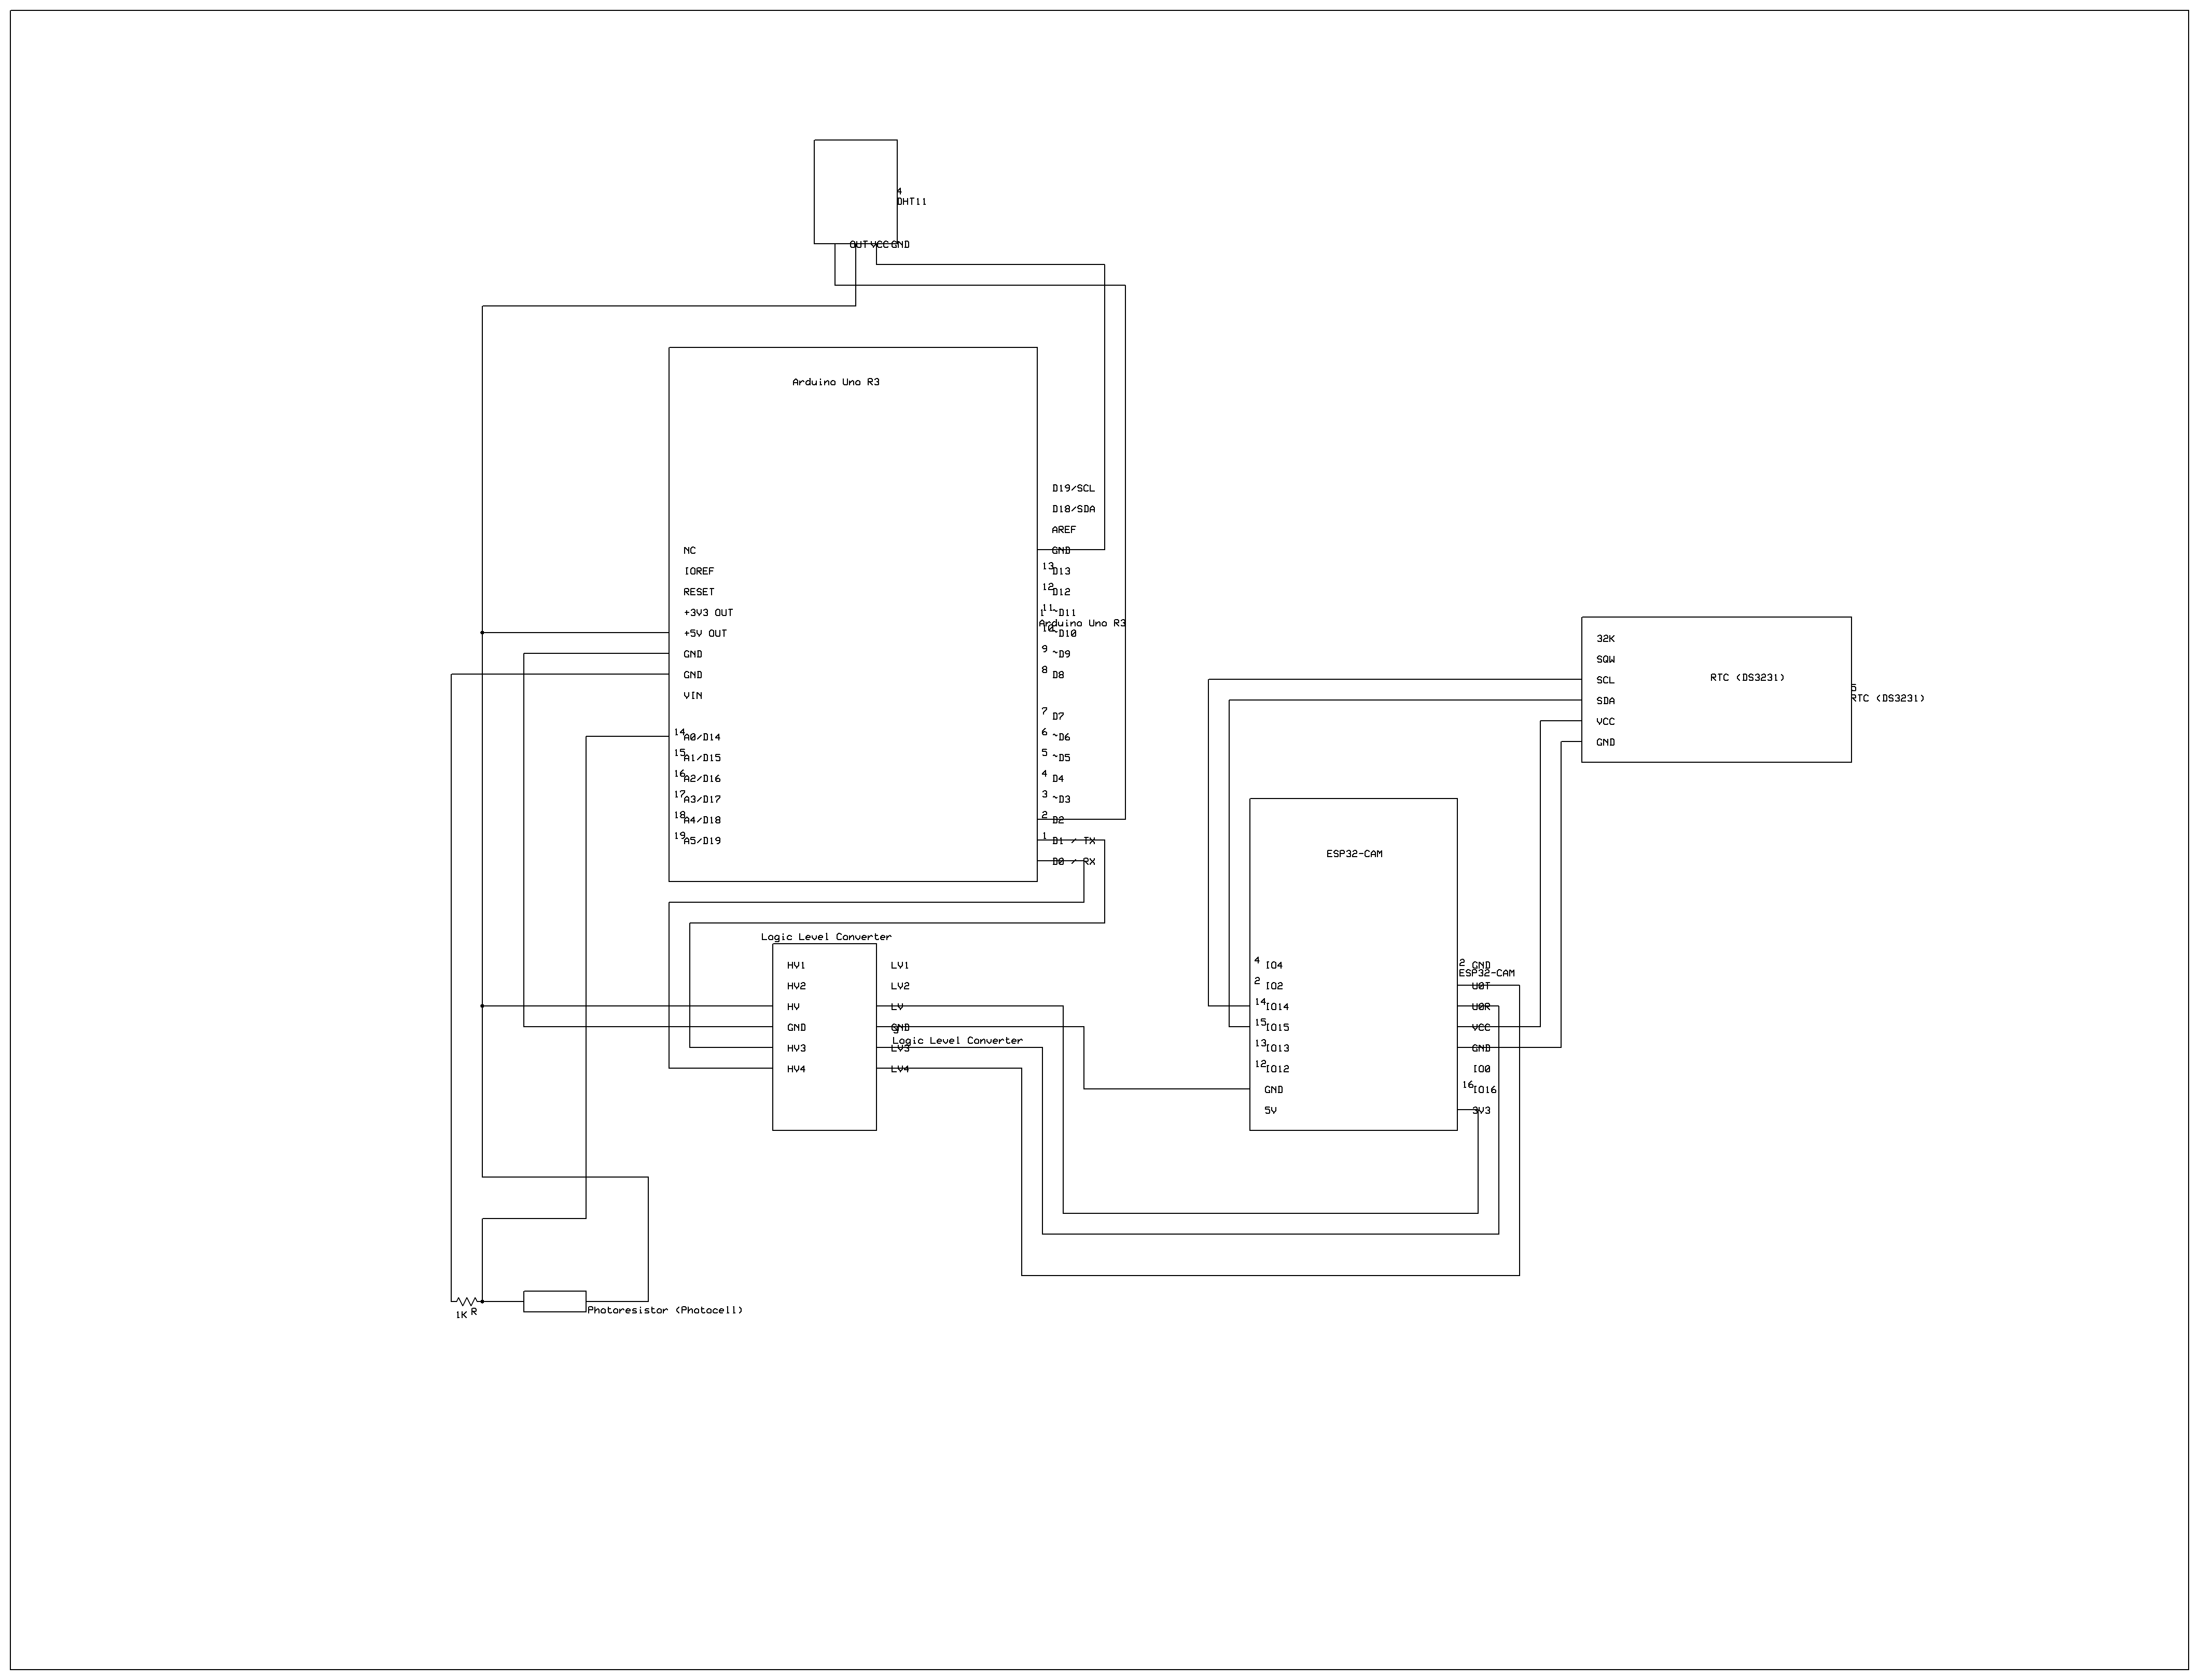 4
DHT11
OUT VCC GND
Arduino Uno R3
D19/SCL
D18/SDA
AREF
NC
GND
IOREF
13 D13
RESET
12 D12
+3V3 OUT
11 ~D11
1
Arduino Uno R3
+5V OUT
10 ~D10
GND
9 ~D9
GND
8 D8
VIN
7 D7
14 A0/D14
6 ~D6
15 A1/D15
5 ~D5
16 A2/D16
4 D4
17 A3/D17
3 ~D3
18 A4/D18
2 D2
19 A5/D19
1 D1 / TX
D0 / RX
32K
SQW
SCL
RTC (DS3231)
5
RTC (DS3231)
SDA
VCC
GND
ESP32-CAM
Logic Level Converter
HV1
LV1
HV2
LV2
HV
LV
GND
GND
3
Logic Level Converter
HV3
LV3
HV4
LV4
4 IO4
2 GND
ESP32-CAM
2 IO2
U0T
14 IO14
U0R
15 IO15
VCC
13 IO13
GND
12 IO12
IO0
GND
16 IO16
5V
3V3
1K R
Photoresistor (Photocell)